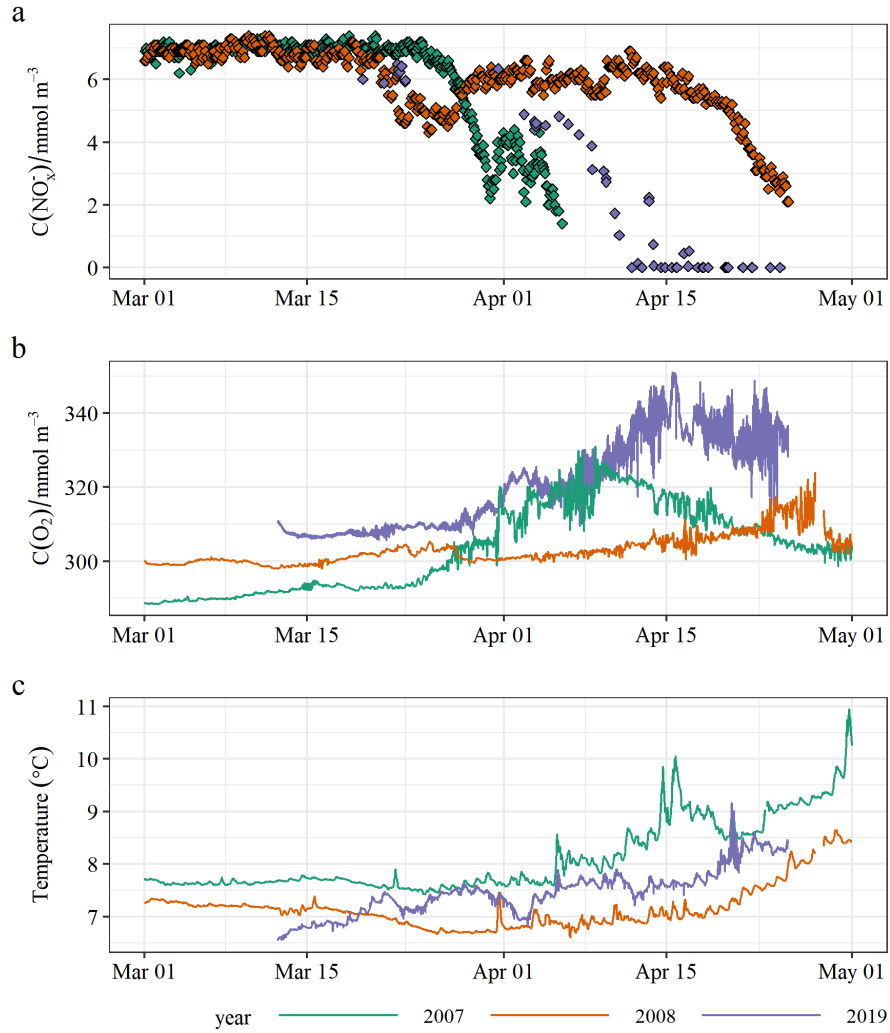 a
C(NOₓ⁻)/mmol m⁻³
6
4
2
0
Mar 01 Mar 15 Apr 01 Apr 15 May 01
b
C(O₂)/mmol m⁻³
340
320
300
Mar 01 Mar 15 Apr 01 Apr 15 May 01
c
Temperature (°C)
11
10
9
8
7
Mar 01 Mar 15 Apr 01 Apr 15 May 01
year 2007 2008 2019